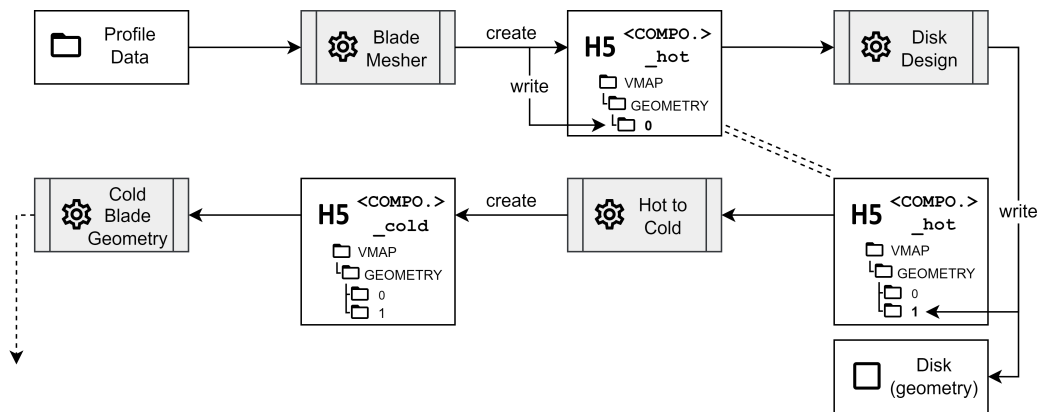 Profile
Data
Blade
Mesher
create
write
H5
<COMPO.>
_hot
VMAP
GEOMETRY
0
Disk
Design
write
Cold
Blade
Geometry
H5
<COMPO.>
_cold
VMAP
GEOMETRY
0
1
create
Hot to
Cold
H5
<COMPO.>
_hot
VMAP
GEOMETRY
0
1
Disk
(geometry)